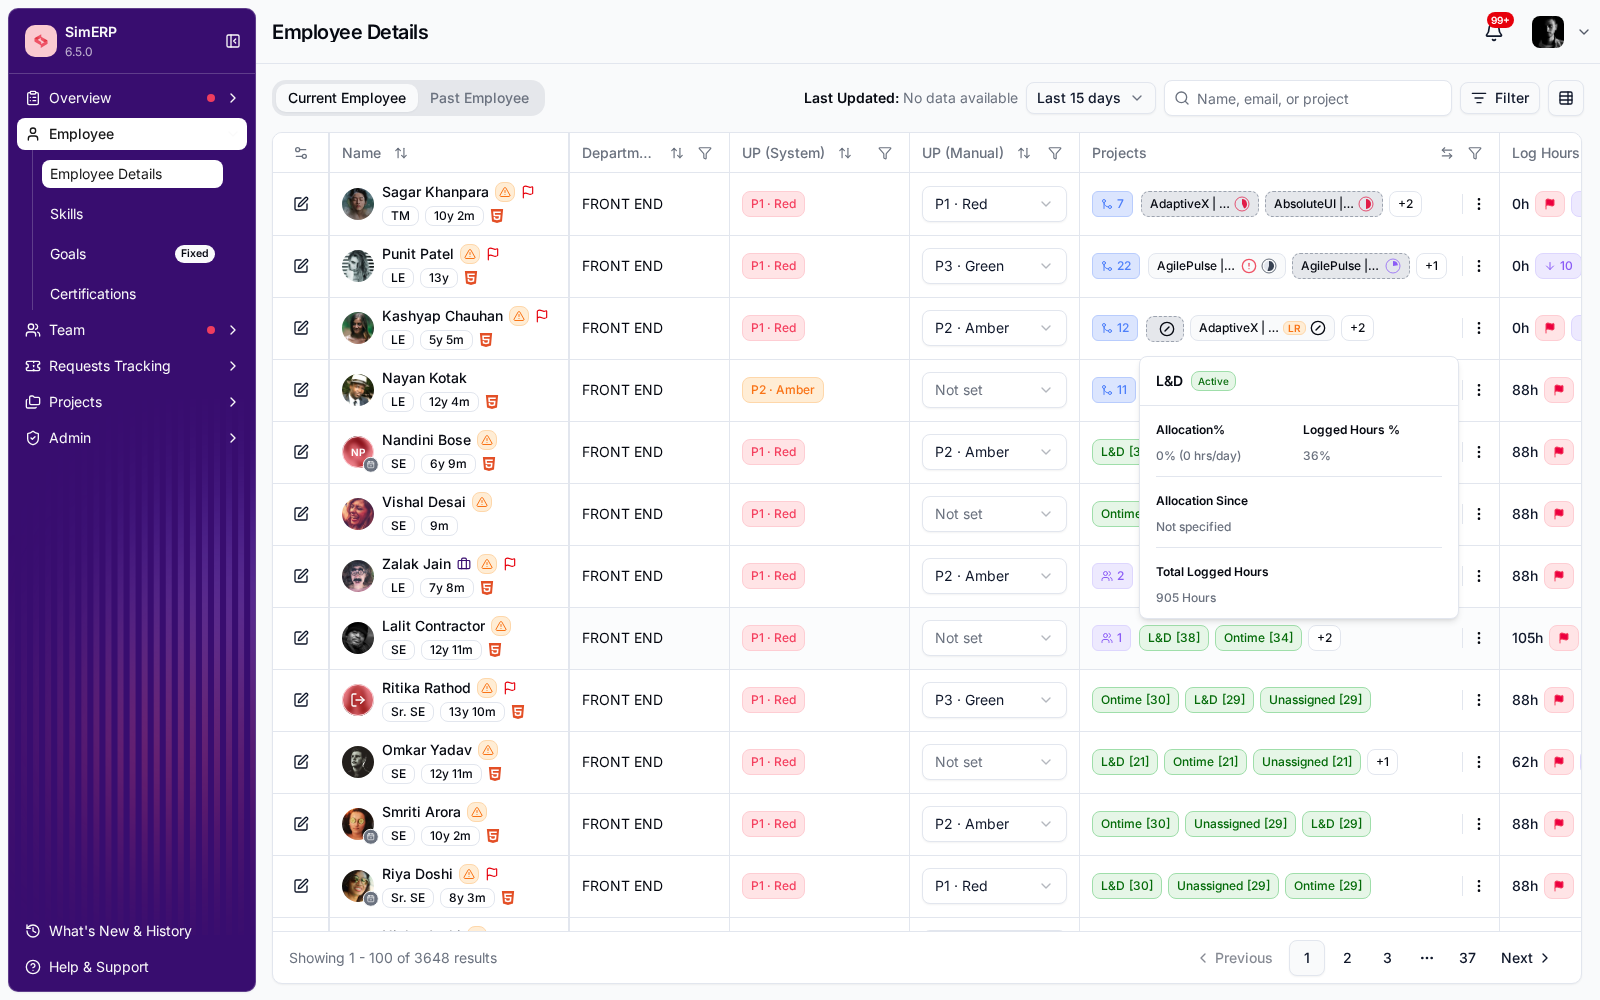 SimERP
6.5.0
Overview
Employee
Employee Details
Skills
Goals Fixed
Certifications
Team
Requests Tracking
Projects
Admin
What's New & History
Help & Support
Employee Details
99+
Current Employee Past Employee
Last Updated: No data available Last 15 days Name, email, or project Filter
Name Departm... UP (System) UP (Manual) Projects Log Hours
Sagar Khanpara
TM 10y 2m
FRONT END P1 · Red P1 · Red 7 AdaptiveX | ... AbsoluteUI |... +2 0h
Punit Patel
LE 13y
FRONT END P1 · Red P3 · Green 22 AgilePulse |... AgilePulse |... +1 0h 10
Kashyap Chauhan
LE 5y 5m
FRONT END P1 · Red P2 · Amber 12 AdaptiveX | ... LR +2 0h
Nayan Kotak
LE 12y 4m
FRONT END P2 · Amber Not set 11 88h
NP
Nandini Bose
SE 6y 9m
FRONT END P1 · Red P2 · Amber L&D [3 88h
Vishal Desai
SE 9m
FRONT END P1 · Red Not set Ontime 88h
Zalak Jain
LE 7y 8m
FRONT END P1 · Red P2 · Amber 2 88h
Lalit Contractor
SE 12y 11m
FRONT END P1 · Red Not set 1 L&D [38] Ontime [34] +2 105h
Ritika Rathod
Sr. SE 13y 10m
FRONT END P1 · Red P3 · Green Ontime [30] L&D [29] Unassigned [29] 88h
Omkar Yadav
SE 12y 11m
FRONT END P1 · Red Not set L&D [21] Ontime [21] Unassigned [21] +1 62h
Smriti Arora
SE 10y 2m
FRONT END P1 · Red P2 · Amber Ontime [30] Unassigned [29] L&D [29] 88h
Riya Doshi
Sr. SE 8y 3m
FRONT END P1 · Red P1 · Red L&D [30] Unassigned [29] Ontime [29] 88h
L&D Active
Allocation% Logged Hours %
0% (0 hrs/day) 36%
Allocation Since
Not specified
Total Logged Hours
905 Hours
Showing 1 - 100 of 3648 results
Previous 1 2 3 ••• 37 Next